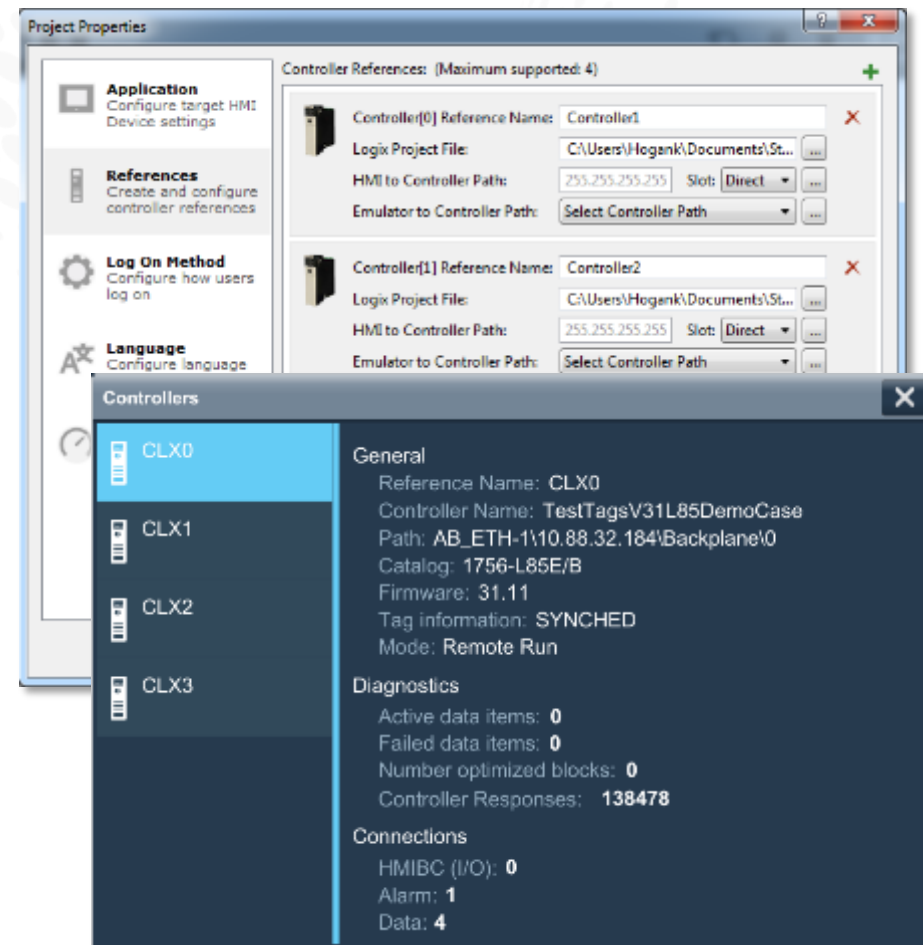 Project Properties
Application
Configure target HMI
Device settings
References
Create and configure
controller references
Log On Method
Configure how users
log on
Language
Configure language
Controller References: (Maximum supported: 4)
Controller[0] Reference Name: Controller1
Logix Project File: C:\Users\Hogank\Documents\St... ...
HMI to Controller Path: 255.255.255.255 Slot: Direct ...
Emulator to Controller Path: Select Controller Path ...
Controller[1] Reference Name: Controller2
Logix Project File: C:\Users\Hogank\Documents\St... ...
HMI to Controller Path: 255.255.255.255 Slot: Direct ...
Emulator to Controller Path: Select Controller Path ...
Controllers
CLX0
CLX1
CLX2
CLX3
General
Reference Name: CLX0
Controller Name: TestTagsV31L85DemoCase
Path: AB_ETH-1\10.88.32.184\Backplane\0
Catalog: 1756-L85E/B
Firmware: 31.11
Tag information: SYNCHED
Mode: Remote Run
Diagnostics
Active data items: 0
Failed data items: 0
Number optimized blocks: 0
Controller Responses: 138478
Connections
HMIBC (I/O): 0
Alarm: 1
Data: 4